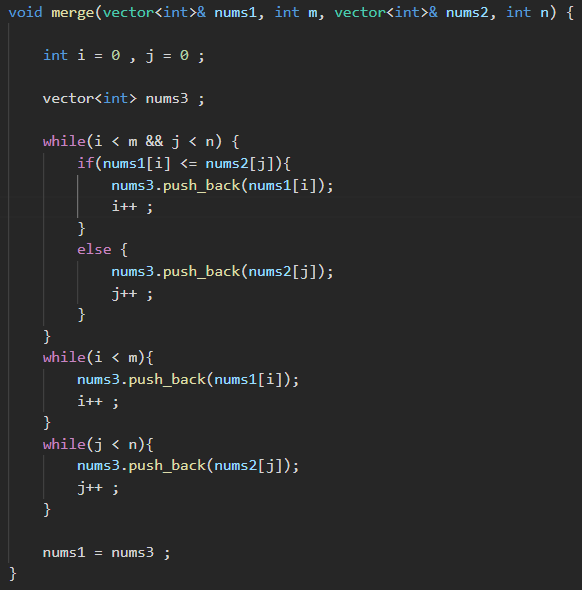 void merge(vector<int>& nums1, int m, vector<int>& nums2, int n) {
int i = 0 , j = 0 ;
vector<int> nums3 ;
while(i < m && j < n) {
if(nums1[i] <= nums2[j]){
nums3.push_back(nums1[i]);
i++ ;
}
else {
nums3.push_back(nums2[j]);
j++ ;
}
}
while(i < m){
nums3.push_back(nums1[i]);
i++ ;
}
while(j < n){
nums3.push_back(nums2[j]);
j++ ;
}
nums1 = nums3 ;
}